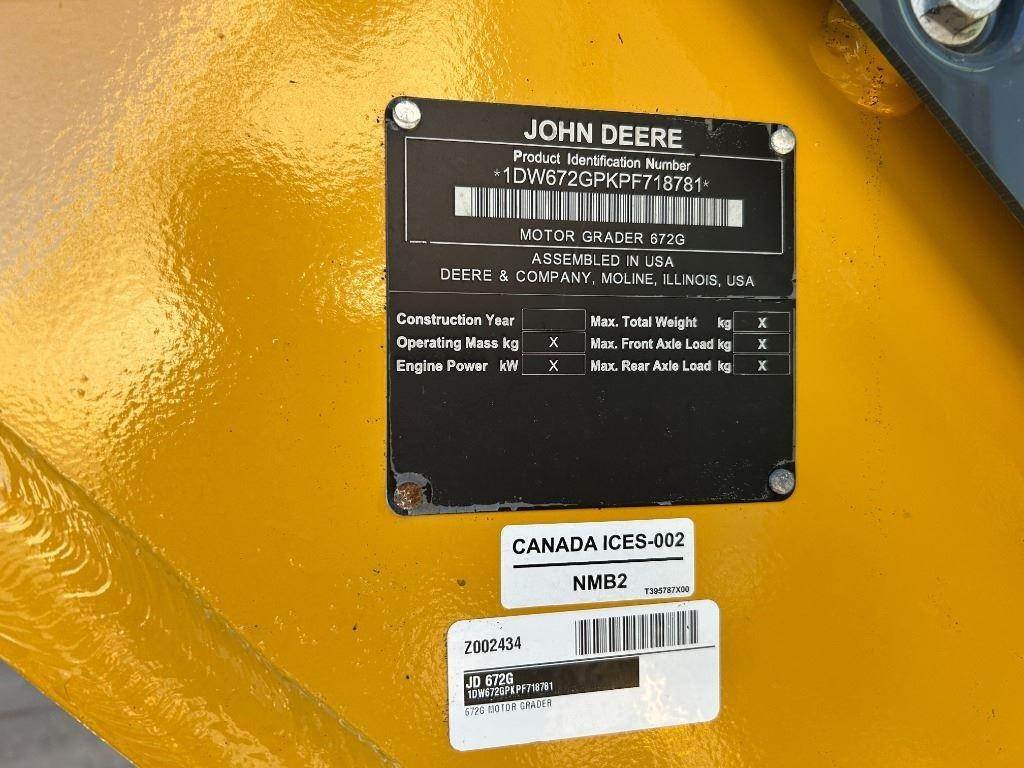 JOHN DEERE
Product Identification Number
*1DW672GPKPF718781*
MOTOR GRADER 672G
ASSEMBLED IN USA
DEERE & COMPANY, MOLINE, ILLINOIS, USA
Construction Year Max. Total Weight kg X
Operating Mass kg X Max. Front Axle Load kg X
Engine Power kW X Max. Rear Axle Load kg X
CANADA ICES-002
NMB2 T395787X00
Z002434
JD 672G
1DW672GPKPF718781
672G MOTOR GRADER